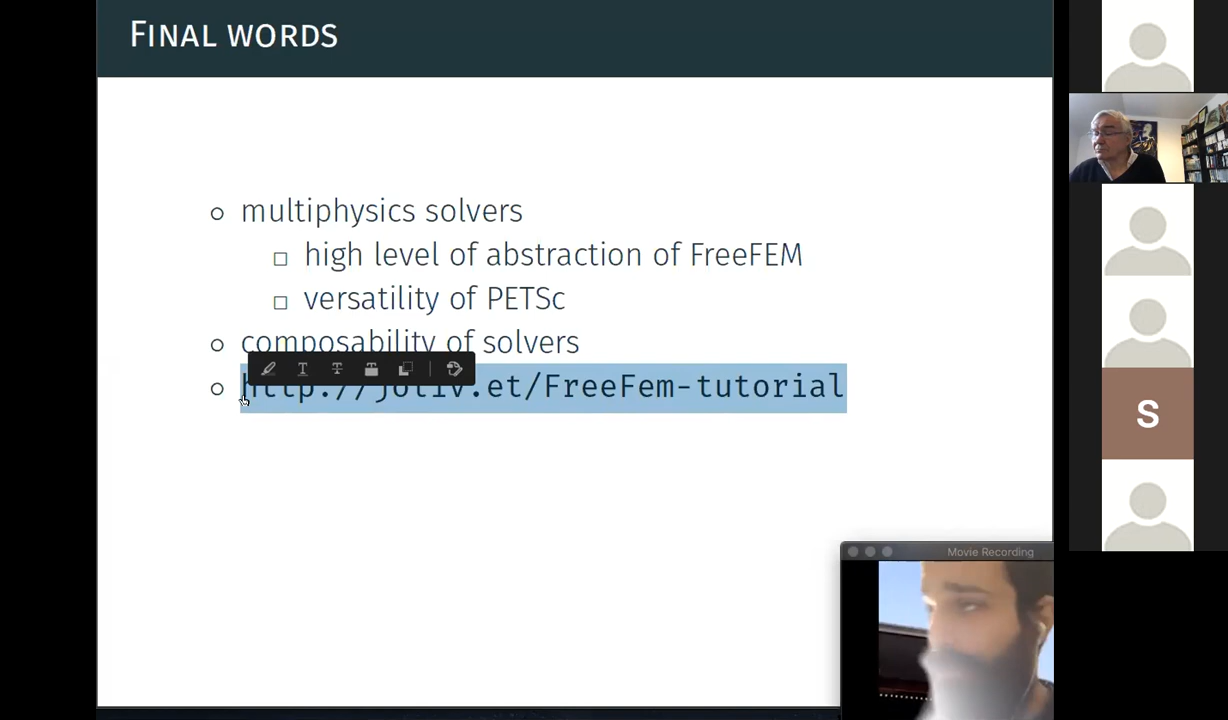 FINAL WORDS
multiphysics solvers
high level of abstraction of FreeFEM
versatility of PETSc
composability of solvers
http://joliv.et/FreeFem-tutorial
S
Movie Recording